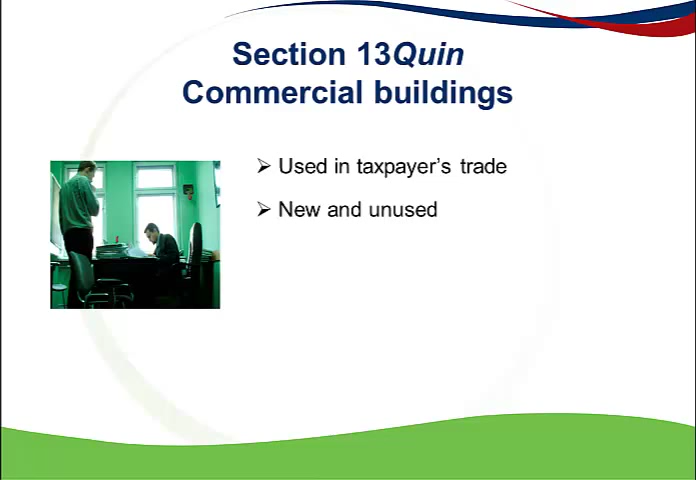 Section 13Quin
Commercial buildings
➢ Used in taxpayer’s trade
➢ New and unused